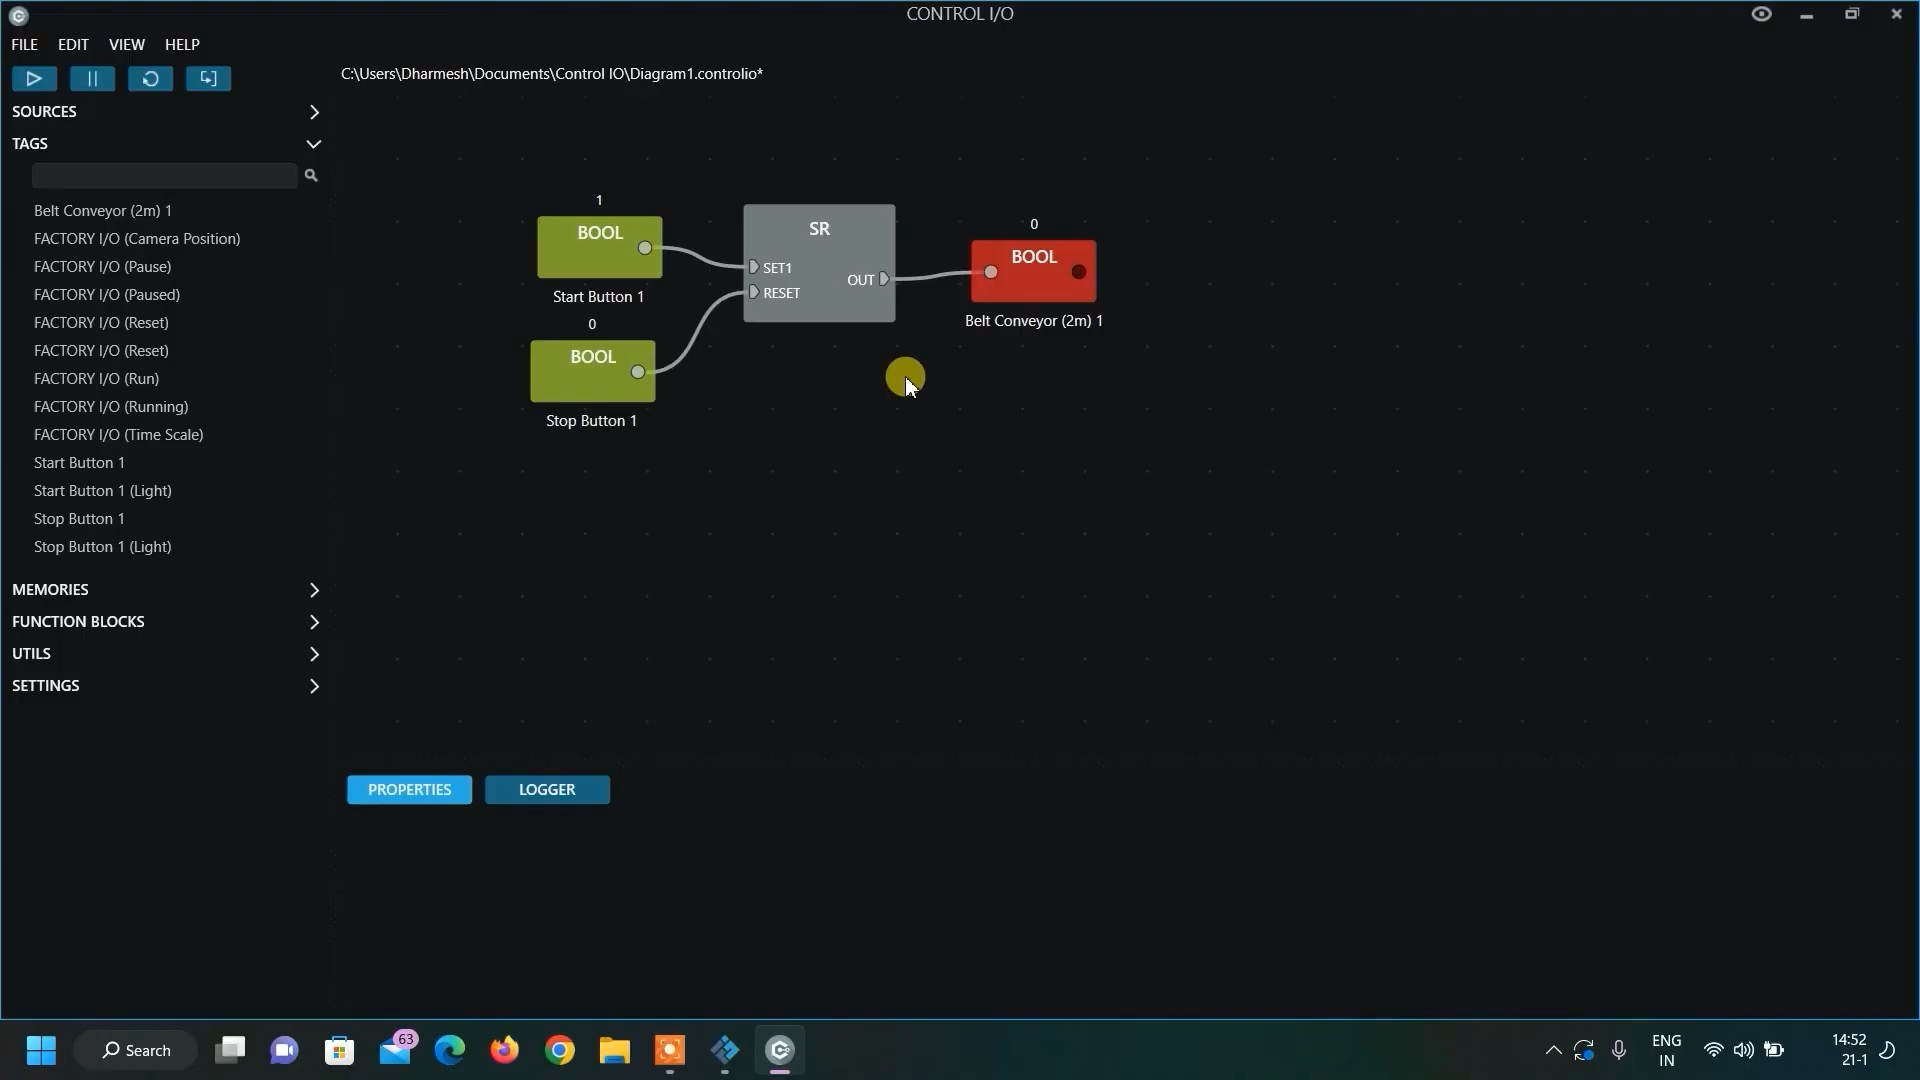 CONTROL I/O
FILE EDIT VIEW HELP
C:\Users\Dharmesh\Documents\Control IO\Diagram1.controlio*
SOURCES
TAGS
Belt Conveyor (2m) 1
FACTORY I/O (Camera Position)
FACTORY I/O (Pause)
FACTORY I/O (Paused)
FACTORY I/O (Reset)
FACTORY I/O (Reset)
FACTORY I/O (Run)
FACTORY I/O (Running)
FACTORY I/O (Time Scale)
Start Button 1
Start Button 1 (Light)
Stop Button 1
Stop Button 1 (Light)
MEMORIES
FUNCTION BLOCKS
UTILS
SETTINGS
1
BOOL
Start Button 1
0
BOOL
Stop Button 1
SR
SET1
RESET
OUT
0
BOOL
Belt Conveyor (2m) 1
PROPERTIES
LOGGER
Search
63
ENG
IN
14:52
21-1